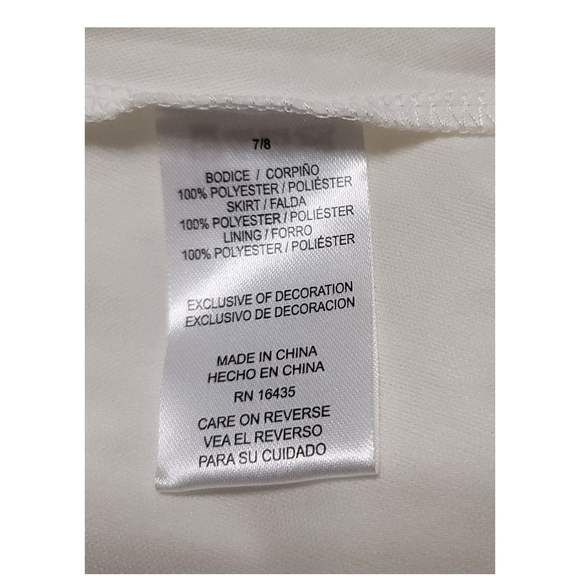 7/8
BODICE / CORPIÑO
100% POLYESTER / POLIÉSTER
SKIRT / FALDA
100% POLYESTER / POLIÉSTER
LINING / FORRO
100% POLYESTER / POLIÉSTER
EXCLUSIVE OF DECORATION
EXCLUSIVO DE DECORACION
MADE IN CHINA
HECHO EN CHINA
RN 16435
CARE ON REVERSE
VEA EL REVERSO
PARA SU CUIDADO